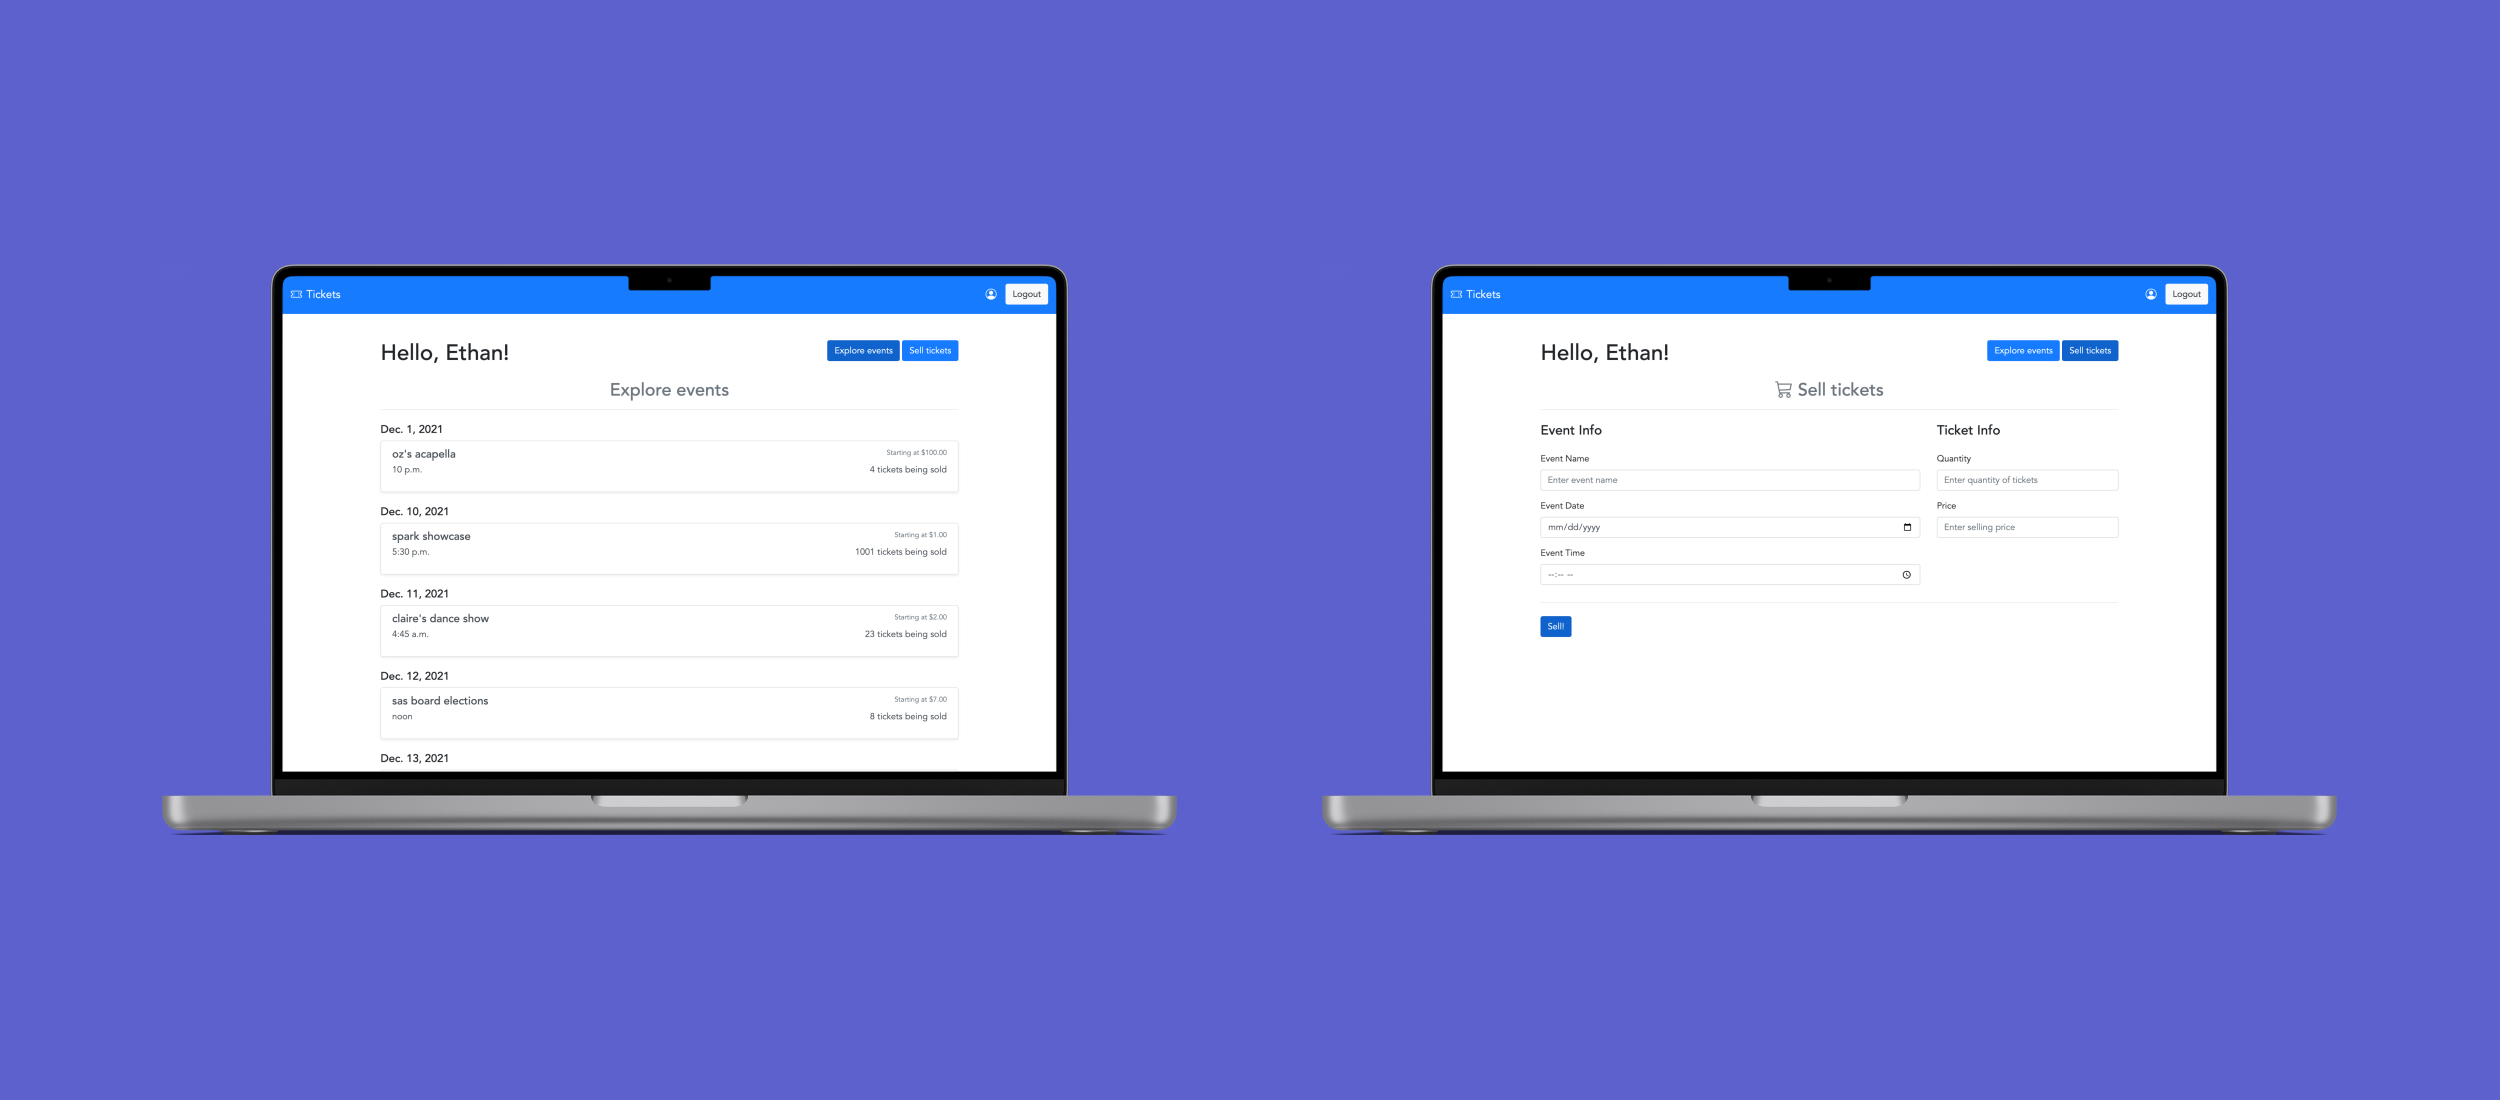 Tickets
Logout
Hello, Ethan!
Explore events
Sell tickets
Explore events
Dec. 1, 2021
oz's acapella
Starting at $100.00
10 p.m.
4 tickets being sold
Dec. 10, 2021
spark showcase
Starting at $1.00
5:30 p.m.
1001 tickets being sold
Dec. 11, 2021
claire's dance show
Starting at $2.00
4:45 a.m.
23 tickets being sold
Dec. 12, 2021
sas board elections
Starting at $7.00
noon
8 tickets being sold
Dec. 13, 2021
Tickets
Logout
Hello, Ethan!
Explore events
Sell tickets
Sell tickets
Event Info
Event Name
Enter event name
Event Date
mm/dd/yyyy
Event Time
--:-- --
Ticket Info
Quantity
Enter quantity of tickets
Price
Enter selling price
Sell!